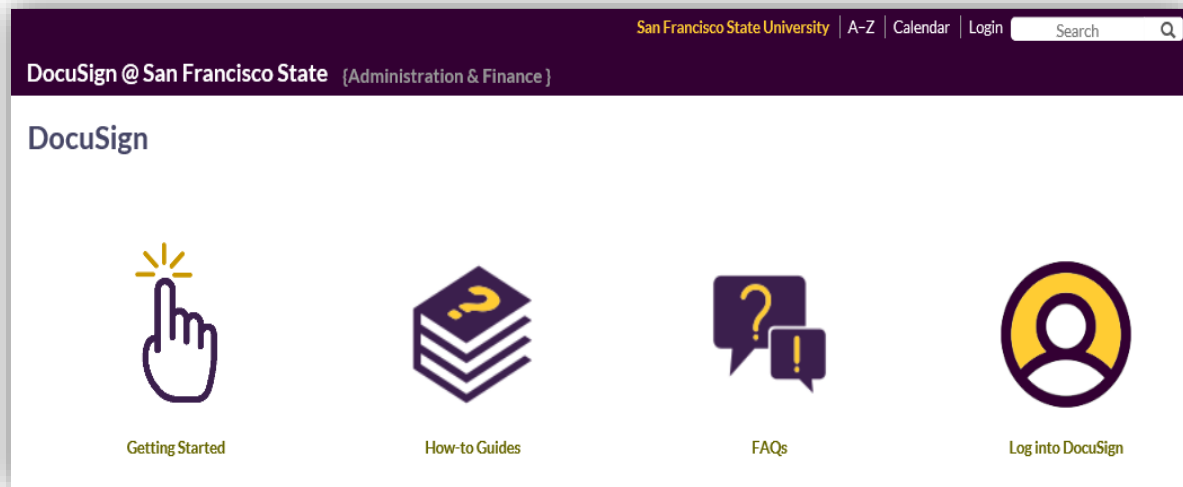 San Francisco State University A–Z Calendar Login Search
DocuSign @ San Francisco State {Administration & Finance }
DocuSign
? ? !
Getting Started How-to Guides FAQs Log into DocuSign